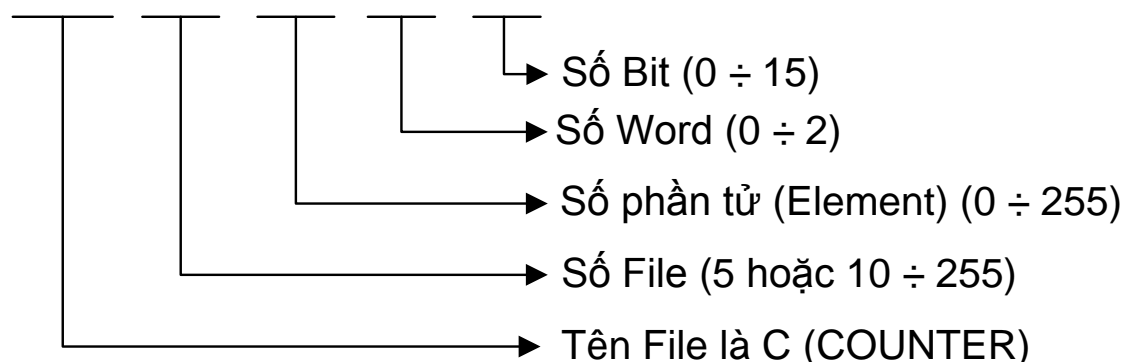 Số Bit (0 ÷ 15)
Số Word (0 ÷ 2)
Số phần tử (Element) (0 ÷ 255)
Số File (5 hoặc 10 ÷ 255)
Tên File là C (COUNTER)